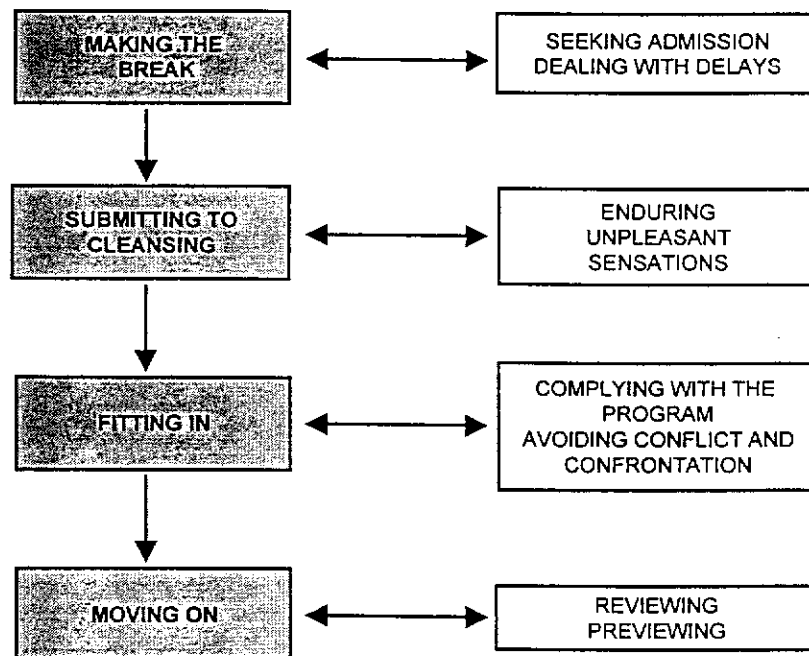 MAKING THE
BREAK
SEEKING ADMISSION
DEALING WITH DELAYS
SUBMITTING TO
CLEANSING
ENDURING
UNPLEASANT
SENSATIONS
FITTING IN
COMPLYING WITH THE
PROGRAM
AVOIDING CONFLICT AND
CONFRONTATION
MOVING ON
REVIEWING
PREVIEWING